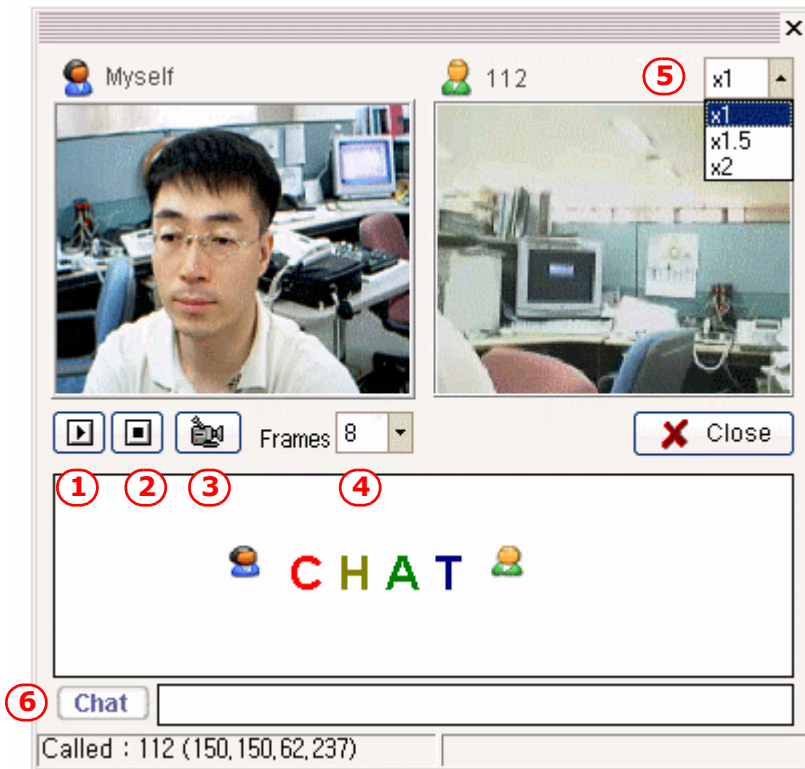 Myself
112
⑤
x1
x1
x1.5
x2
Frames 8
Close
① ② ③ ④
C H A T
⑥ Chat
Called : 112 (150,150,62,237)